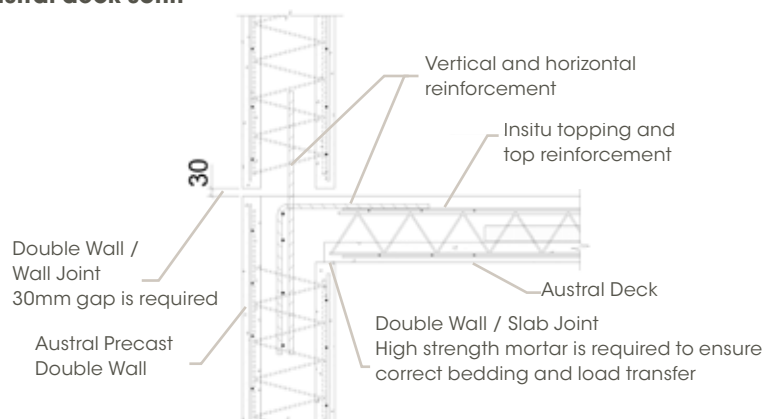 Vertical and horizontal
reinforcement
Insitu topping and
top reinforcement
30
Double Wall /
Wall Joint
30mm gap is required
Austral Precast
Double Wall
Austral Deck
Double Wall / Slab Joint
High strength mortar is required to ensure
correct bedding and load transfer